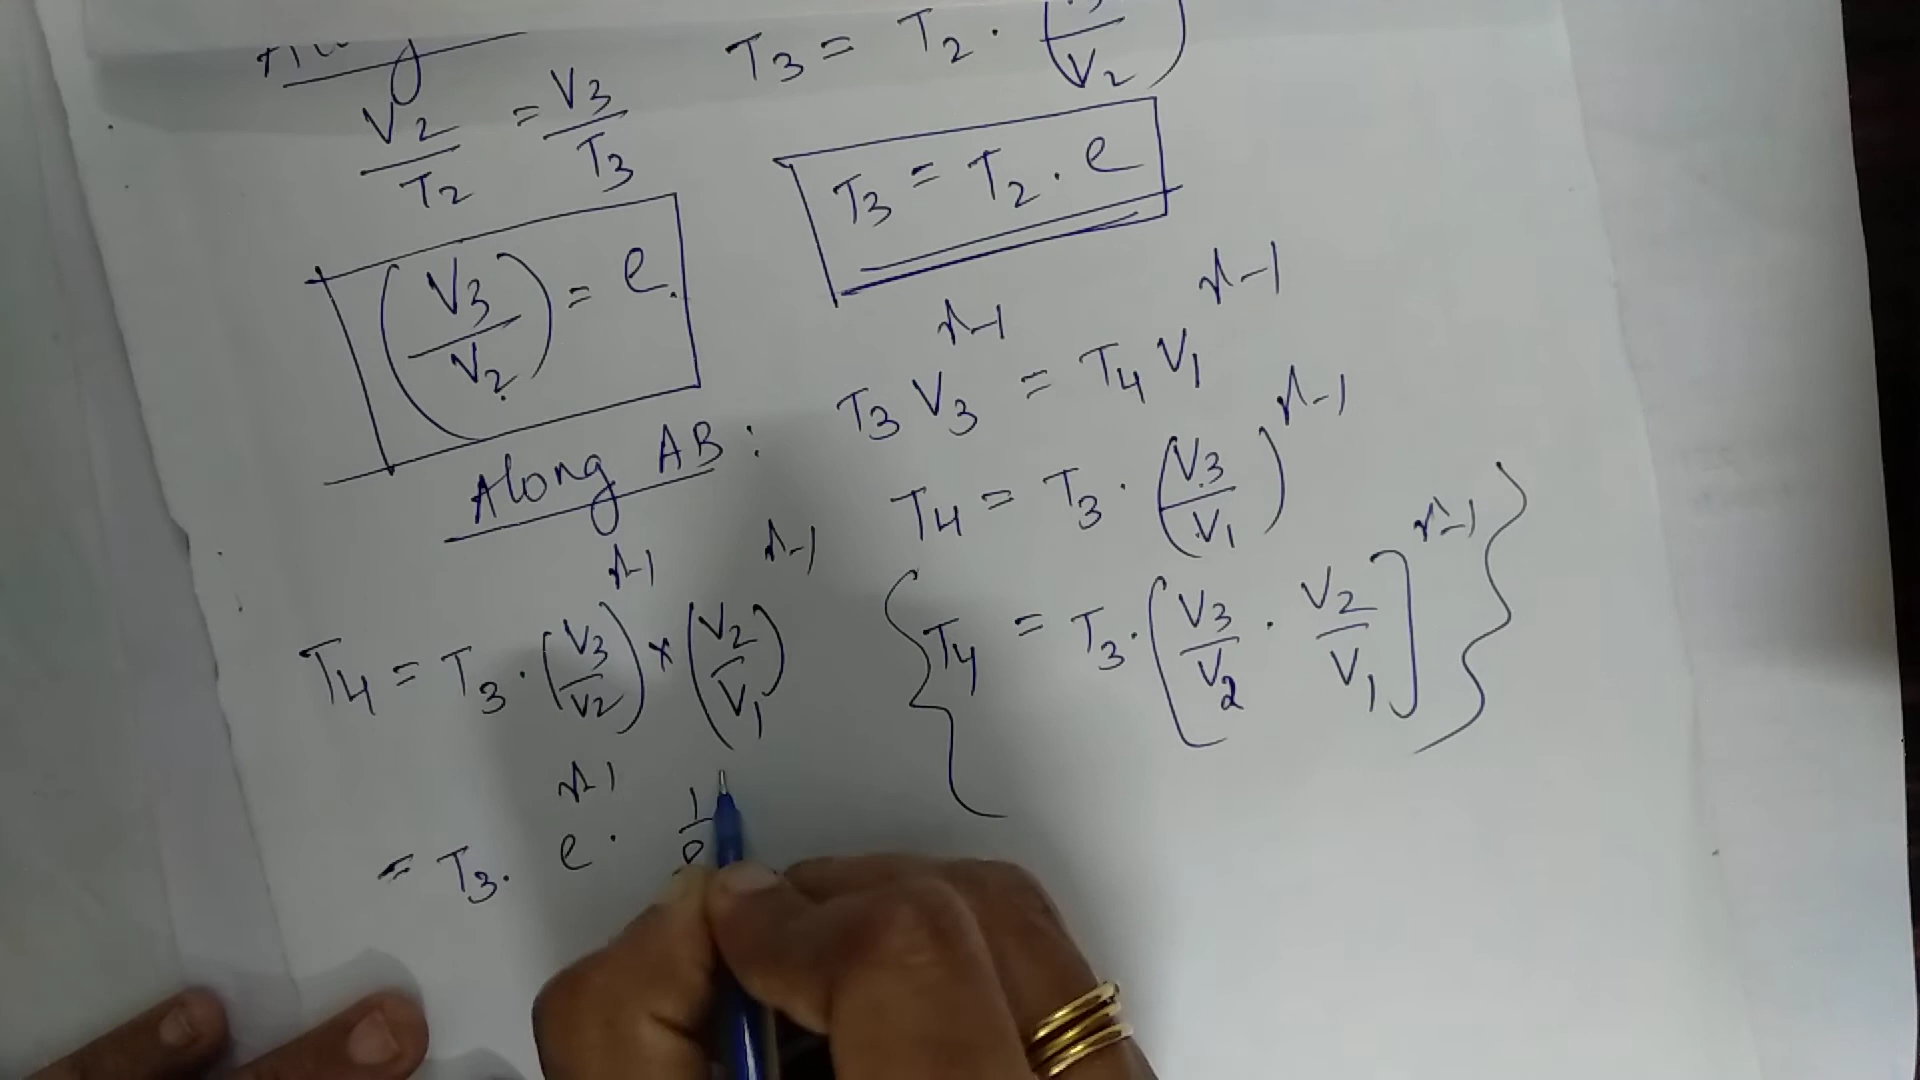 V2/T2 = V3/T3
T3 = T2 . (V3/V2)
(V3/V2) = e.
T3 = T2 . e
Along AB :
T3 V3^γ-1 = T4 V1^γ-1
T4 = T3 . (V3/V1)^γ-1
T4 = T3 . [V3/V2 . V2/V1]^γ-1
T4 = T3 . (V3/V2)^γ-1 × (V2/V1)^γ-1
= T3 . e^γ-1 . 1/